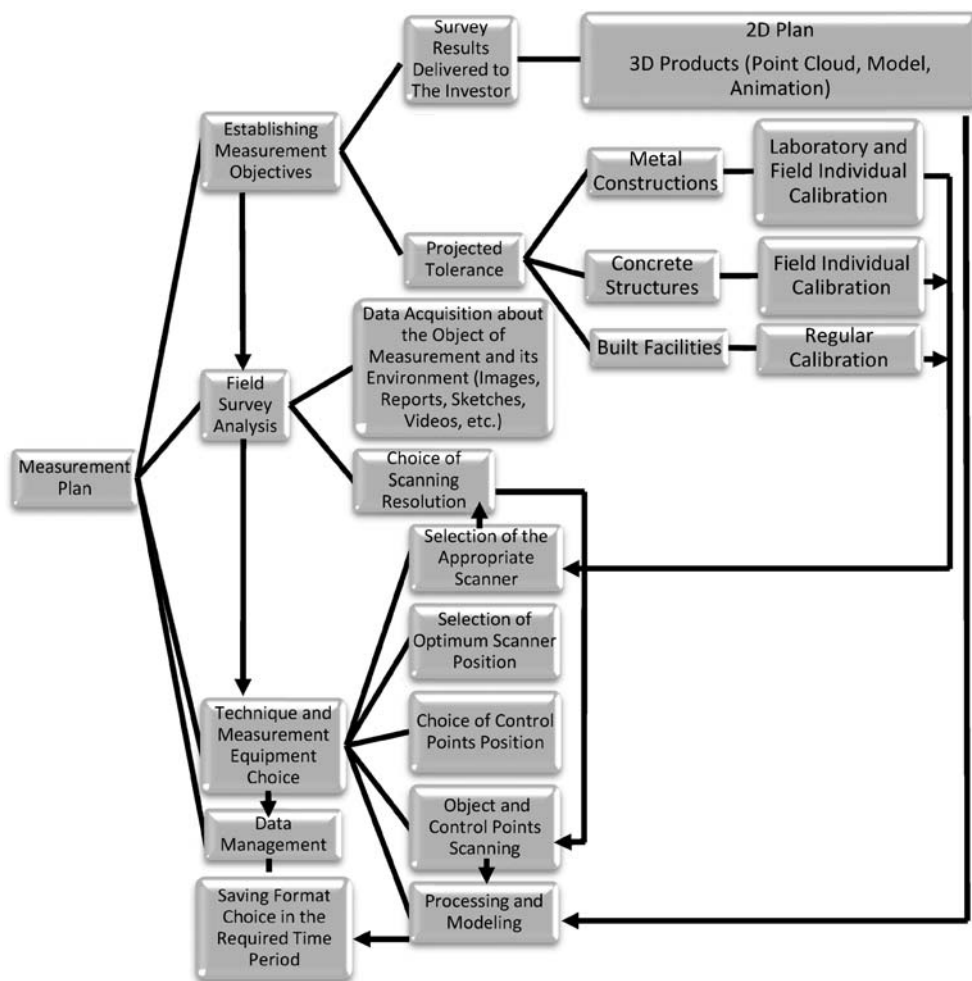 Survey
Results
Delivered to
The Investor
2D Plan
3D Products (Point Cloud, Model,
Animation)
Establishing
Measurement
Objectives
Metal
Constructions
Laboratory and
Field Individual
Calibration
Projected
Tolerance
Concrete
Structures
Field Individual
Calibration
Built Facilities
Regular
Calibration
Data Acquisition about
the Object of
Measurement and its
Environment (Images,
Reports, Sketches,
Videos, etc.)
Field
Survey
Analysis
Measurement
Plan
Choice of
Scanning
Resolution
Selection of the
Appropriate
Scanner
Selection of
Optimum Scanner
Position
Technique and
Measurement
Equipment
Choice
Choice of Control
Points Position
Object and
Control Points
Scanning
Data
Management
Processing and
Modeling
Saving Format
Choice in the
Required Time
Period